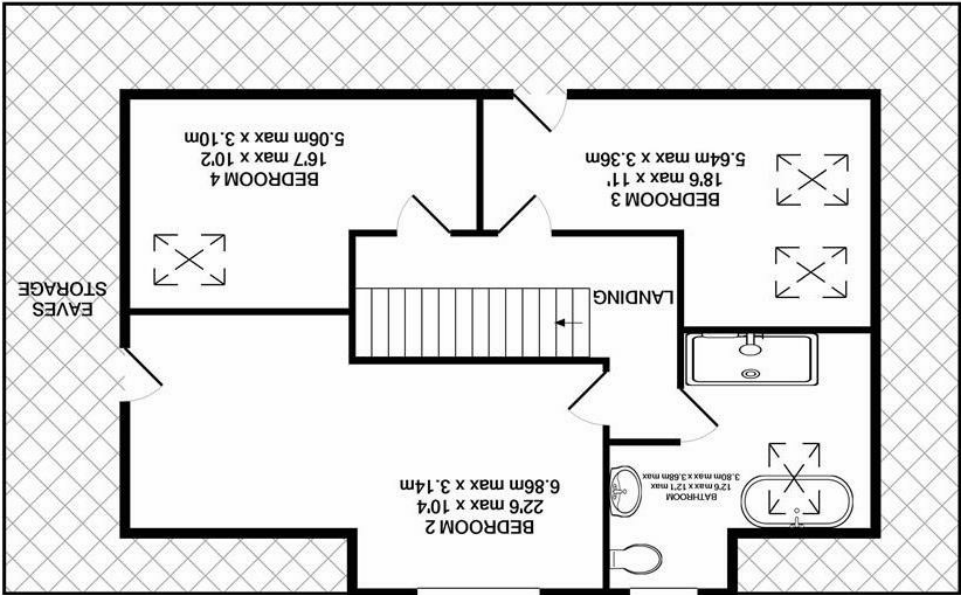 BEDROOM 2
22'6 max x 10'4
6.86m max x 3.14m
BATHROOM
12'6 max x 12'1 max
3.80m max x 3.68m max
EAVES
STORAGE
LANDING
BEDROOM 3
18'6 max x 11'
5.64m max x 3.36m
BEDROOM 4
16'7 max x 10'2
5.06m max x 3.10m